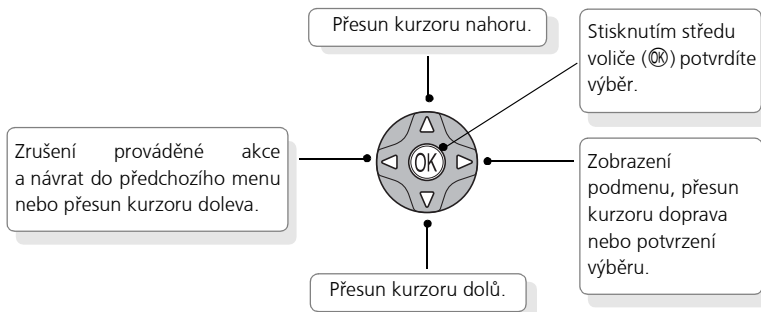 Přesun kurzoru nahoru.
Stisknutím středu
voliče (OK) potvrdíte
výběr.
Zrušení prováděné akce
a návrat do předchozího menu
nebo přesun kurzoru doleva.
OK
Zobrazení
podmenu, přesun
kurzoru doprava
nebo potvrzení
výběru.
Přesun kurzoru dolů.